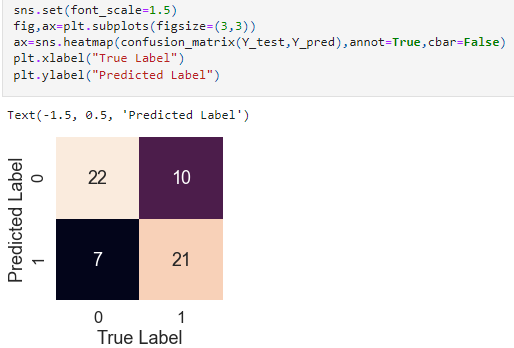 sns.set(font_scale=1.5)
fig,ax=plt.subplots(figsize=(3,3))
ax=sns.heatmap(confusion_matrix(Y_test,Y_pred),annot=True,cbar=False)
plt.xlabel("True Label")
plt.ylabel("Predicted Label")
Text(-1.5, 0.5, 'Predicted Label')
Predicted Label
0
22
10
1
7
21
0
1
True Label